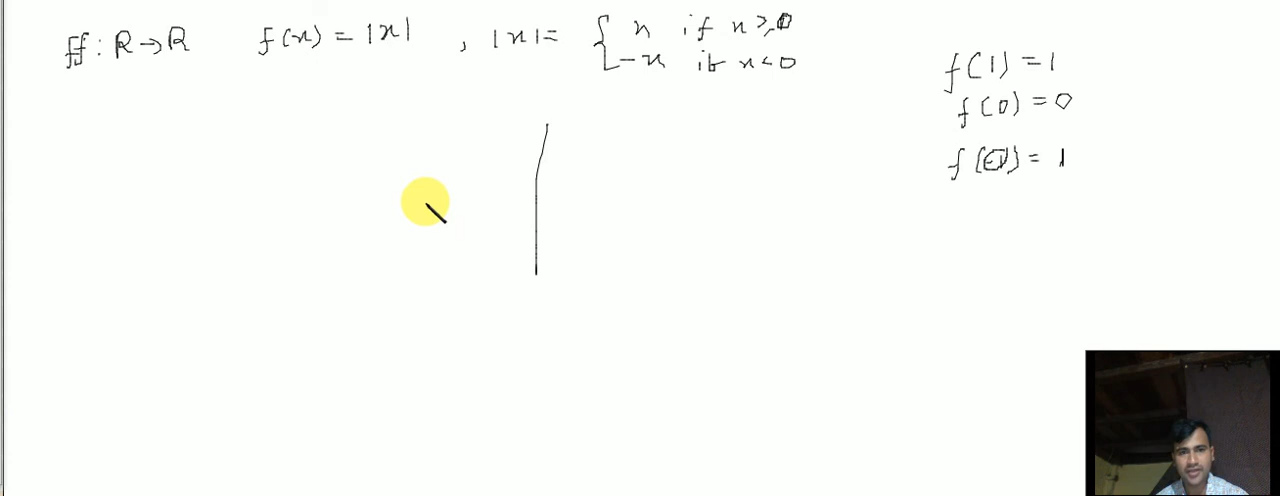 f: R→R f(x) = |x| , |x| = { x if x ≥ 0
-x if x < 0
f(1) = 1
f(0) = 0
f(-1) = 1